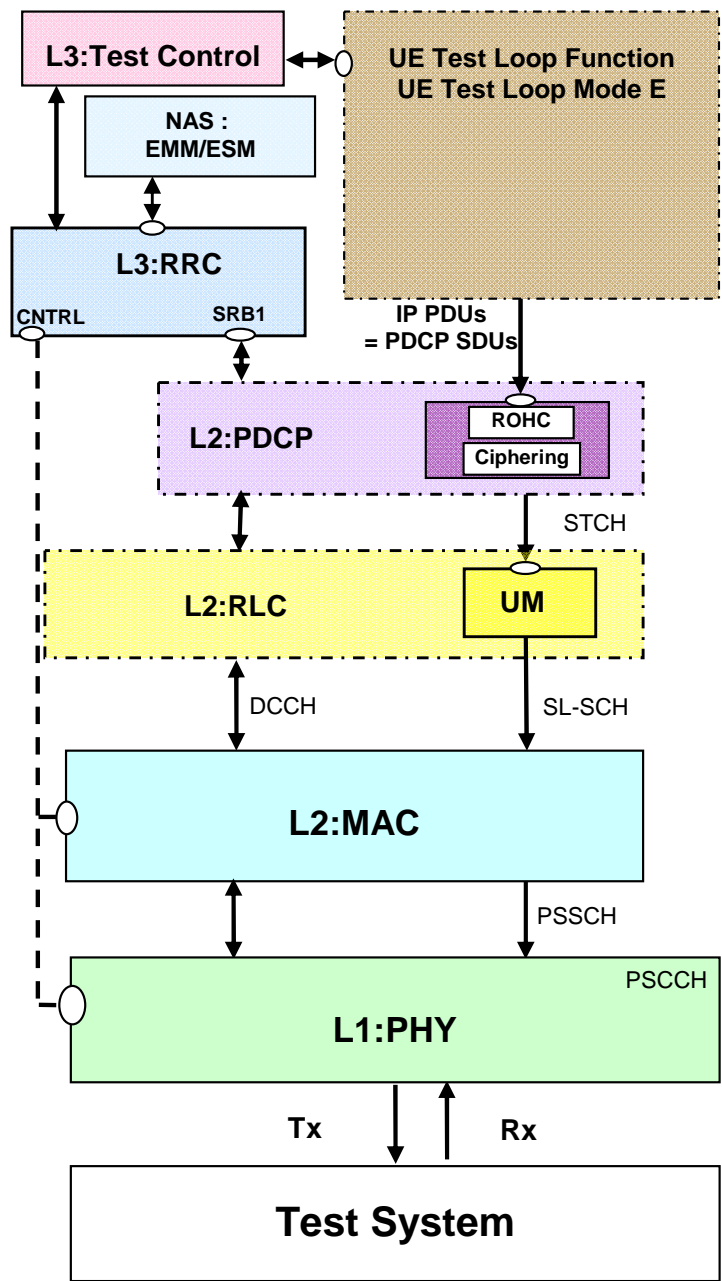 L3:Test Control
UE Test Loop Function
UE Test Loop Mode E
NAS :
EMM/ESM
L3:RRC
CNTRL
SRB1
IP PDUs
= PDCP SDUs
L2:PDCP
ROHC
Ciphering
STCH
L2:RLC
UM
DCCH
SL-SCH
L2:MAC
PSSCH
PSCCH
L1:PHY
Tx
Rx
Test System